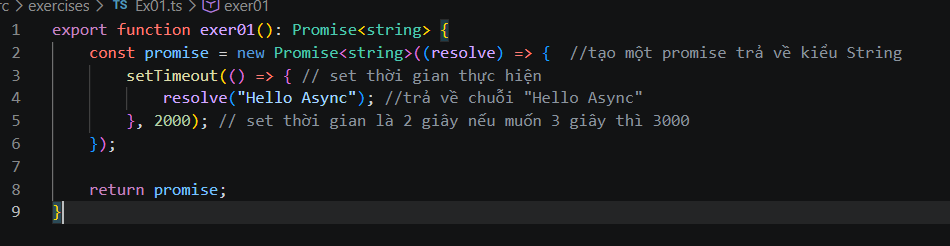 rc > exercises > TS Ex01.ts > exer01
1 export function exer01(): Promise<string> {
2 const promise = new Promise<string>((resolve) => { //tạo một promise trả về kiểu String
3 setTimeout(() => { // set thời gian thực hiện
4 resolve("Hello Async"); //trả về chuỗi "Hello Async"
5 }, 2000); // set thời gian là 2 giây nếu muốn 3 giây thì 3000
6 });
7
8 return promise;
9 }